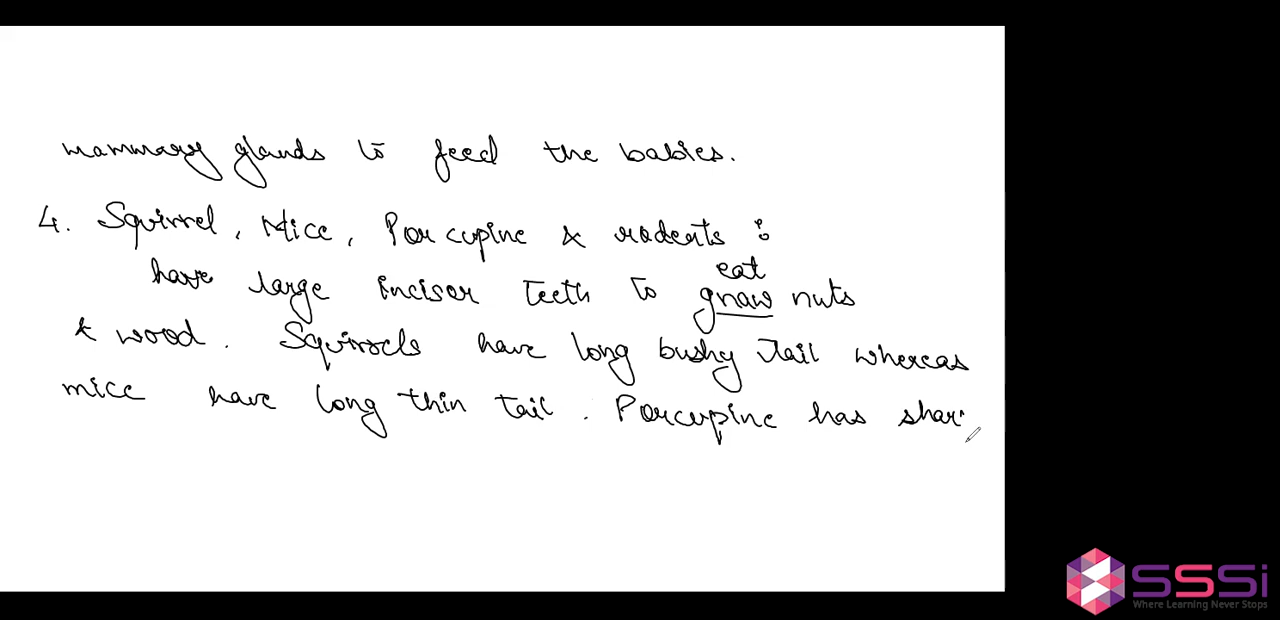 mammary glands to feed the babies.
4. Squirrel, Mice, Porcupine & rodents :
eat
have large incisor teeth to gnaw nuts
& wood. Squirrels have long bushy tail whereas
mice have long thin tail. Porcupine has shar
SSSi
Where Learning Never Stops